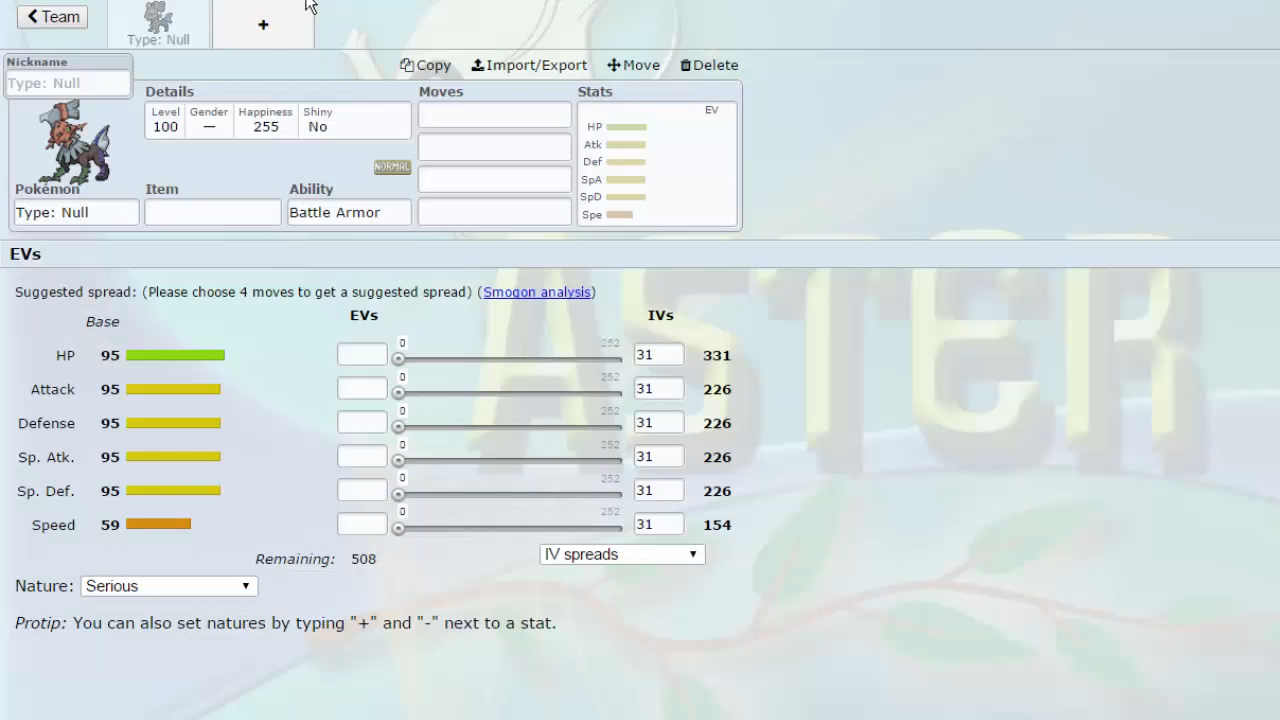 Team
Type: Null
+
Nickname
Type: Null
Copy Import/Export Move Delete
Details
Level Gender Happiness Shiny
100 — 255 No
NORMAL
Pokémon Item Ability
Type: Null Battle Armor
Moves
Stats
EV
HP
Atk
Def
SpA
SpD
Spe
EVs
Suggested spread: (Please choose 4 moves to get a suggested spread) (Smogon analysis)
Base EVs IVs
HP 95 0 252 31 331
Attack 95 0 252 31 226
Defense 95 0 252 31 226
Sp. Atk. 95 0 252 31 226
Sp. Def. 95 0 252 31 226
Speed 59 0 252 31 154
Remaining: 508 IV spreads
Nature: Serious
Protip: You can also set natures by typing "+" and "-" next to a stat.
ASTER